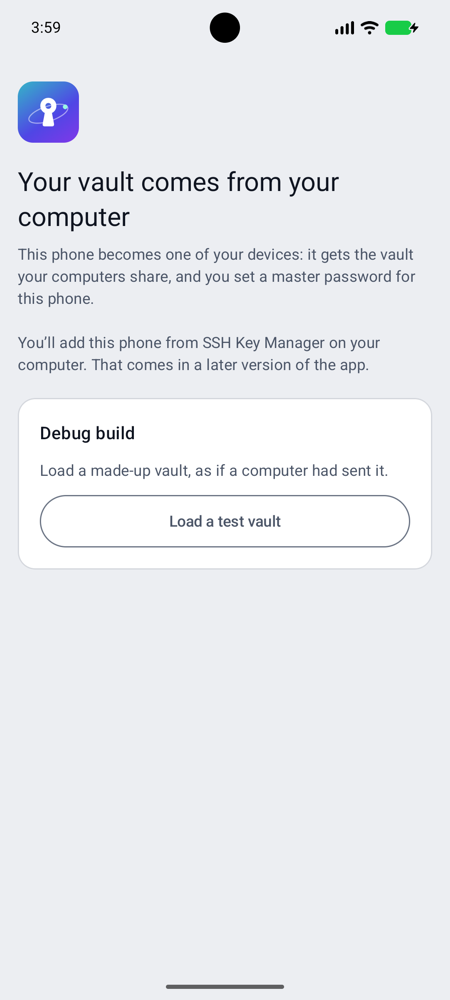 3:59
Your vault comes from your
computer
This phone becomes one of your devices: it gets the vault
your computers share, and you set a master password for
this phone.
You’ll add this phone from SSH Key Manager on your
computer. That comes in a later version of the app.
Debug build
Load a made-up vault, as if a computer had sent it.
Load a test vault